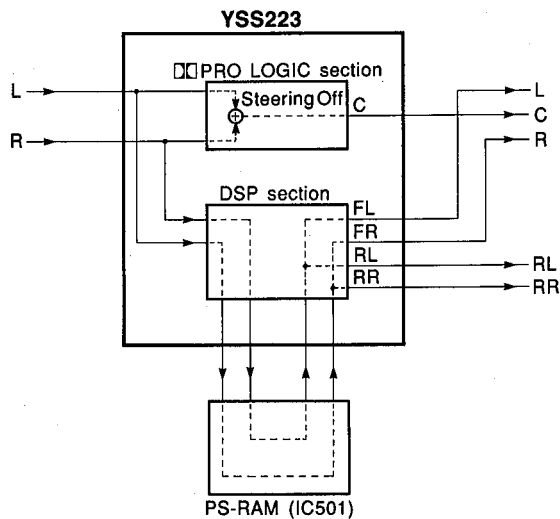 YSS223
PRO LOGIC section
Steering Off
L
R
C
L
C
R
DSP section
FL
FR
RL
RR
RL
RR
PS-RAM (IC501)